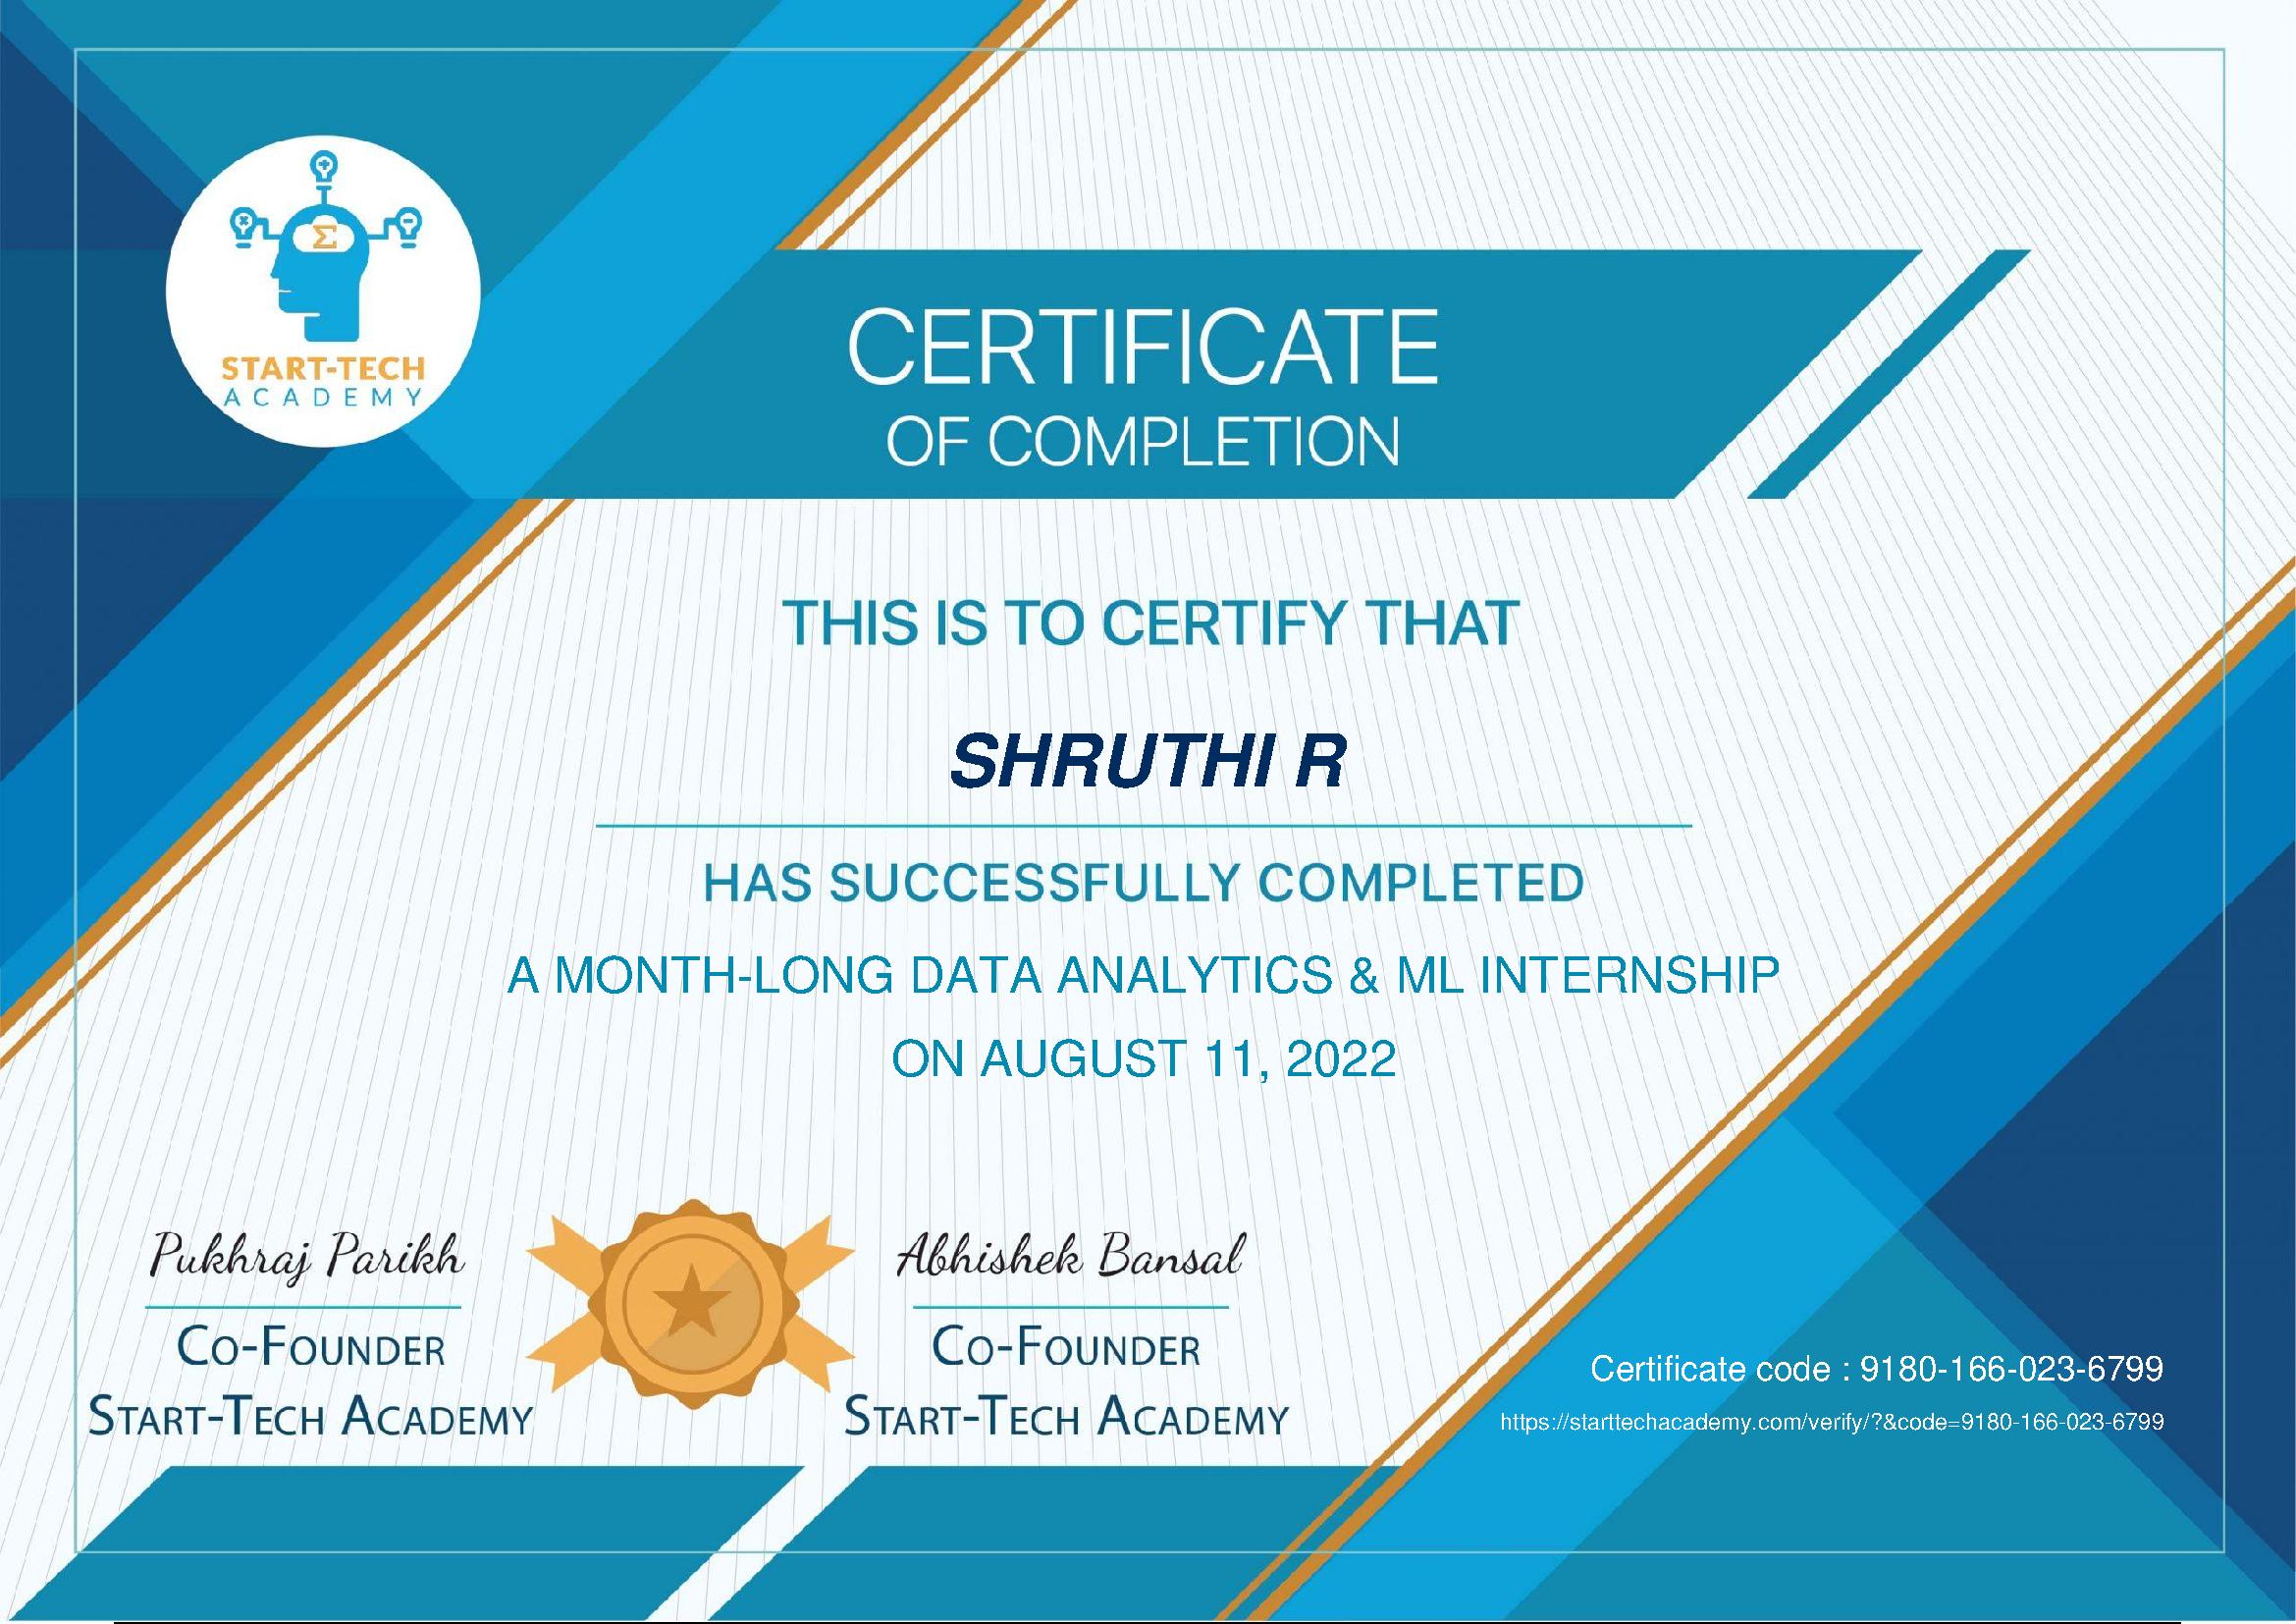 START-TECH
ACADEMY
CERTIFICATE
OF COMPLETION
THIS IS TO CERTIFY THAT
SHRUTHI R
HAS SUCCESSFULLY COMPLETED
A MONTH-LONG DATA ANALYTICS & ML INTERNSHIP
ON AUGUST 11, 2022
Pukhraj Parikh
Co-Founder
Start-Tech Academy
Abhishek Bansal
Co-Founder
Start-Tech Academy
Certificate code : 9180-166-023-6799
https://starttechacademy.com/verify/?&code=9180-166-023-6799